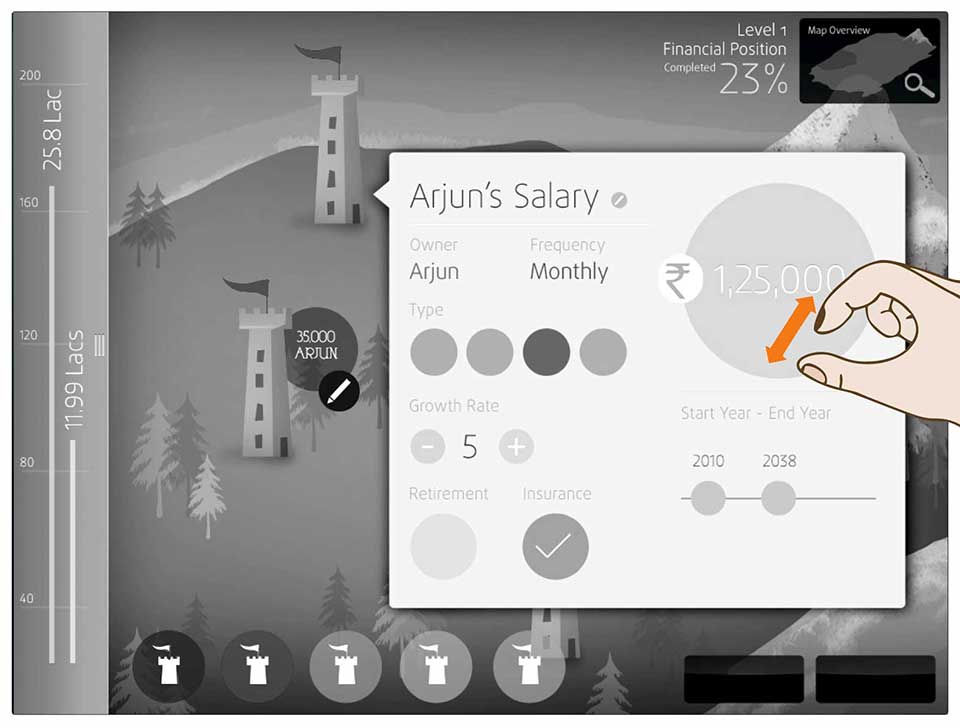 Level 1
Financial Position
Completed 23%
Map Overview
200
25.8 Lac
160
120
11.99 Lacs
80
40
35,000
ARJUN
Arjun's Salary
Owner
Frequency
Arjun
Monthly
₹ 1,25,000
Type
Growth Rate
- 5 +
Start Year - End Year
2010 2038
Retirement
Insurance